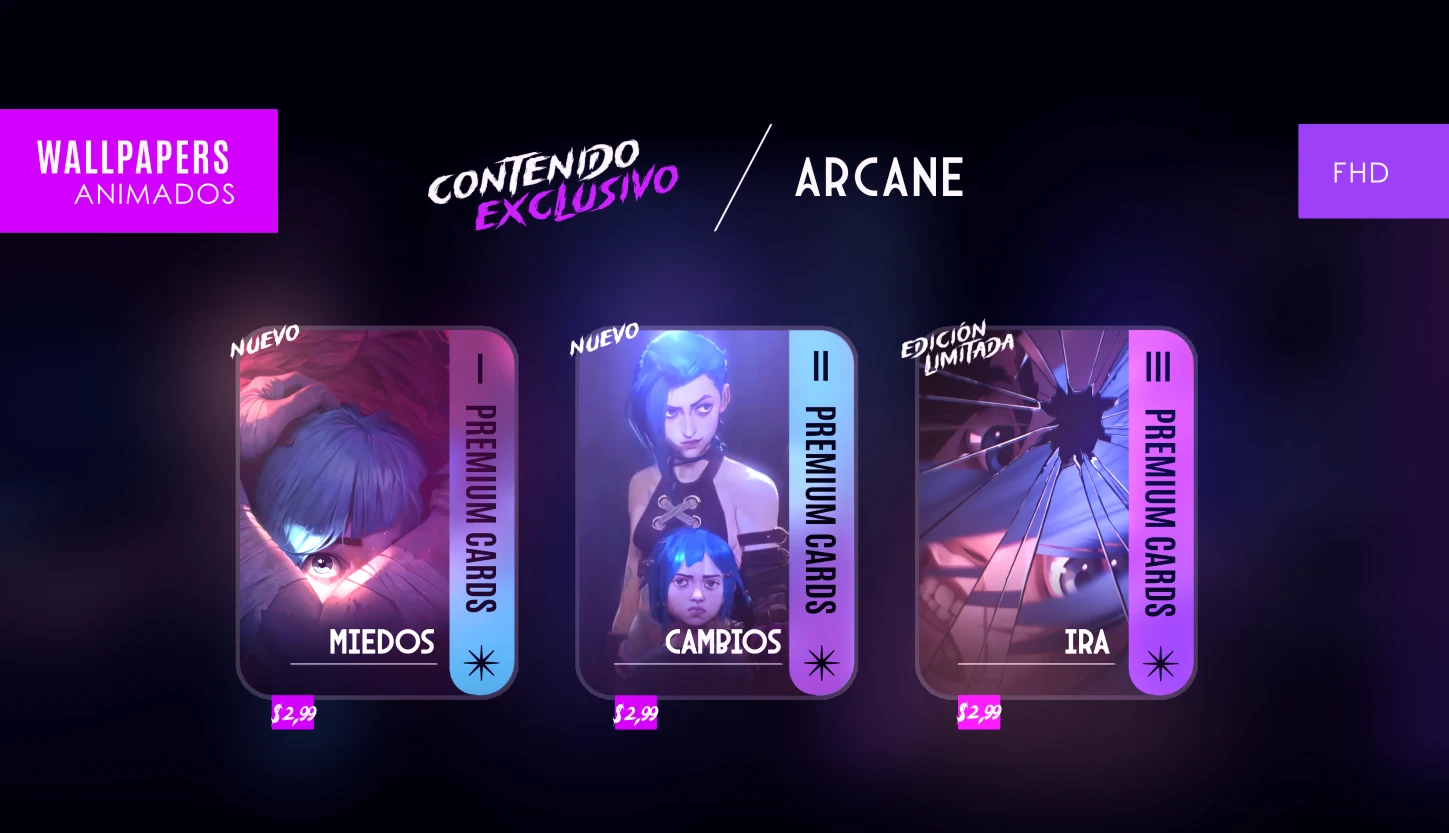 WALLPAPERS
ANIMADOS
CONTENIDO
EXCLUSIVO
ARCANE
FHD
NUEVO
I PREMIUM CARDS
MIEDOS
$2,99
NUEVO
II PREMIUM CARDS
CAMBIOS
$2,99
EDICIÓN
LIMITADA
III PREMIUM CARDS
IRA
$2,99